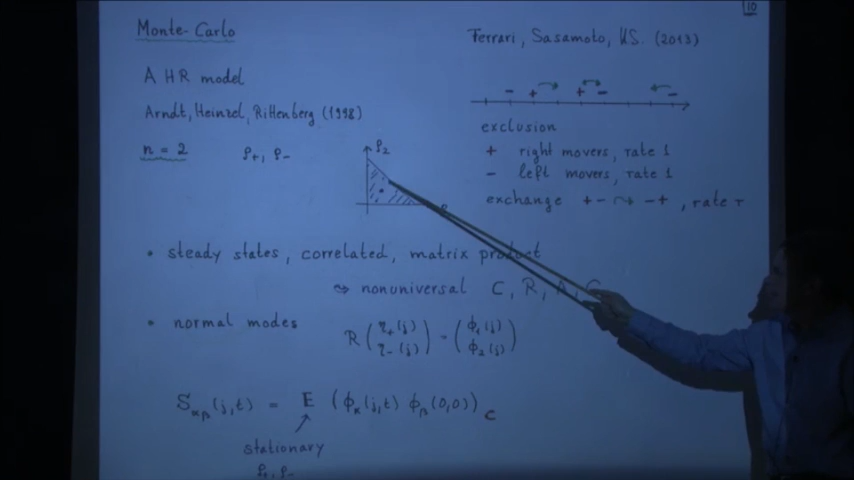 10
Monte-Carlo
Ferrari, Sasamoto, H.S. (2013)
AHR model
Arndt, Heinzel, Rittenberg (1998)
- + + - -
exclusion
n = 2 ρ+, ρ-
ρ2
+ right movers, rate 1
- left movers, rate 1
exchange + - ↷ - +, rate r
• steady states, correlated, matrix product
↝ nonuniversal C, R, A, G
• normal modes R (η+(j) η-(j)) = (φ1(j) φ2(j))
Sαβ(j,t) = E (φα(j,t) φβ(0,0))c
stationary
ρ+, ρ-